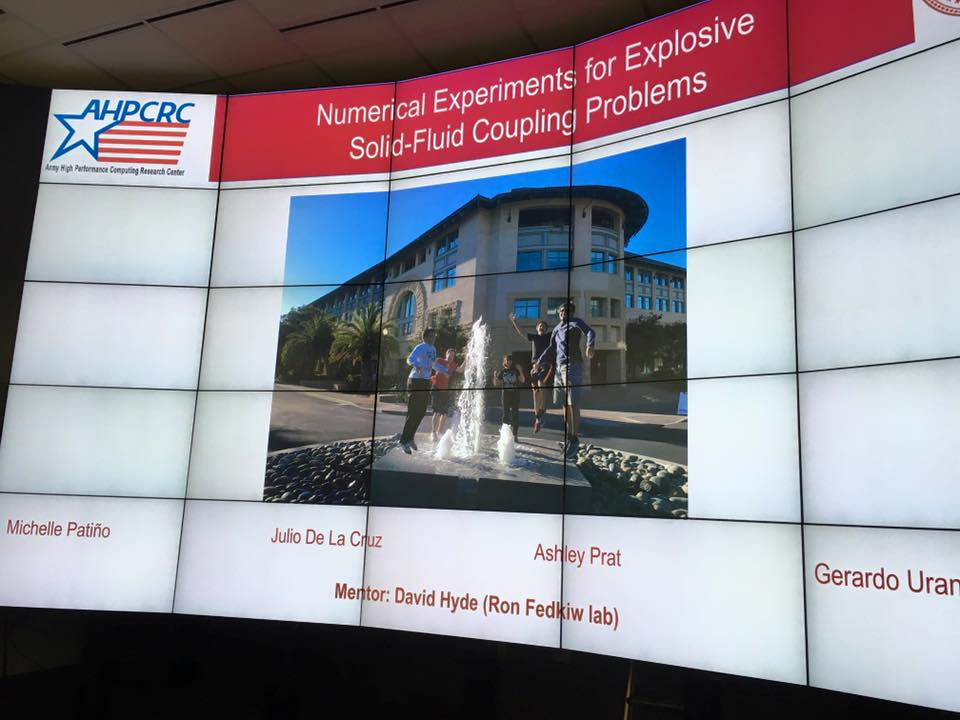 AHPCRC
Army High Performance Computing Research Center
Numerical Experiments for Explosive
Solid-Fluid Coupling Problems
Michelle Patiño
Julio De La Cruz
Ashley Prat
Gerardo Uran
Mentor: David Hyde (Ron Fedkiw lab)